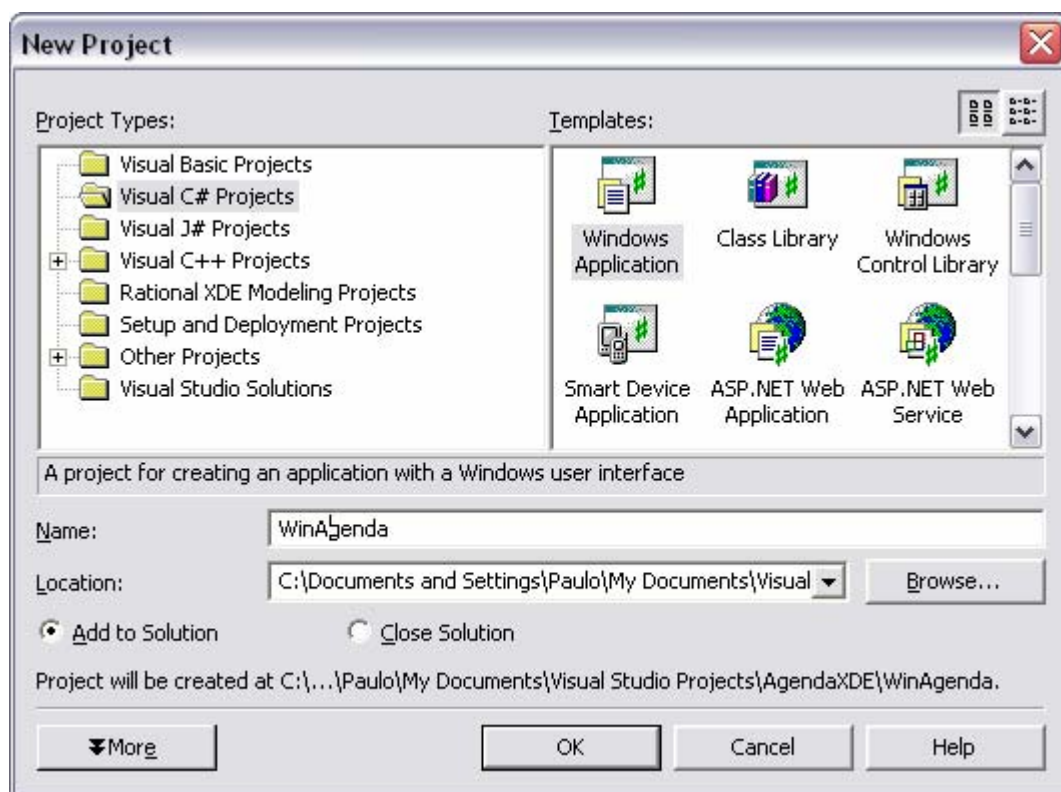 New Project
Project Types:
Templates:
Visual Basic Projects
Visual C# Projects
Visual J# Projects
Visual C++ Projects
Rational XDE Modeling Projects
Setup and Deployment Projects
Other Projects
Visual Studio Solutions
Windows
Application
Class Library
Windows
Control Library
Smart Device
Application
ASP.NET Web
Application
ASP.NET Web
Service
A project for creating an application with a Windows user interface
Name:
WinAgenda
Location:
C:\Documents and Settings\Paulo\My Documents\Visual
Browse...
Add to Solution
Close Solution
Project will be created at C:\...\Paulo\My Documents\Visual Studio Projects\AgendaXDE\WinAgenda.
More
OK
Cancel
Help